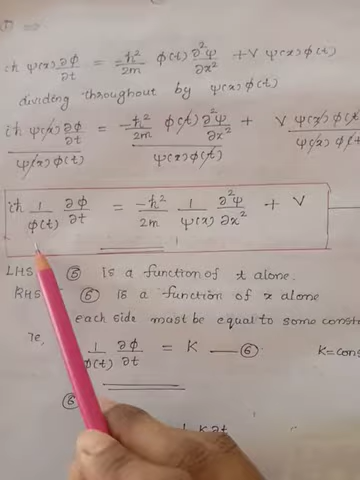 iħ ψ(x) ∂φ/∂t = -ħ²/2m φ(t) ∂²ψ/∂x² + V ψ(x) φ(t)
dividing throughout by ψ(x) φ(t)
iħ ψ(x) ∂φ/∂t / ψ(x) φ(t) = -ħ²/2m φ(t) ∂²ψ/∂x² / ψ(x) φ(t) + V ψ(x) φ(t) / ψ(x) φ(t)
iħ 1/φ(t) ∂φ/∂t = -ħ²/2m 1/ψ(x) ∂²ψ/∂x² + V
LHS ⑤ Is a function of t alone.
RHS ⑤ Is a function of x alone
each side must be equal to some
Ie, 1/φ(t) ∂φ/∂t = K — ⑥ K=
⑥